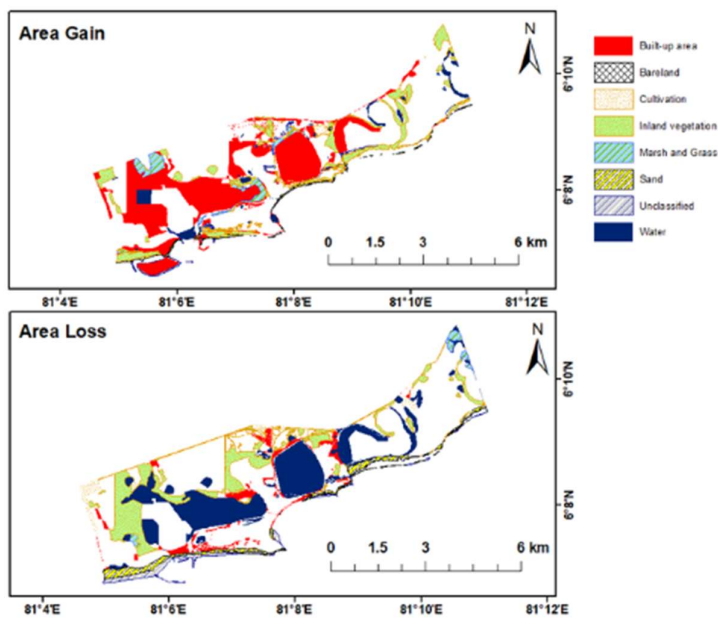 Area Gain
N
6°10'N
6°8'N
0 1.5 3 6 km
81°4'E 81°6'E 81°8'E 81°10'E 81°12'E
Built-up area
Bareland
Cultivation
Inland vegetation
Marsh and Grass
Sand
Unclassified
Water
Area Loss
N
6°10'N
6°8'N
0 1.5 3 6 km
81°4'E 81°6'E 81°8'E 81°10'E 81°12'E